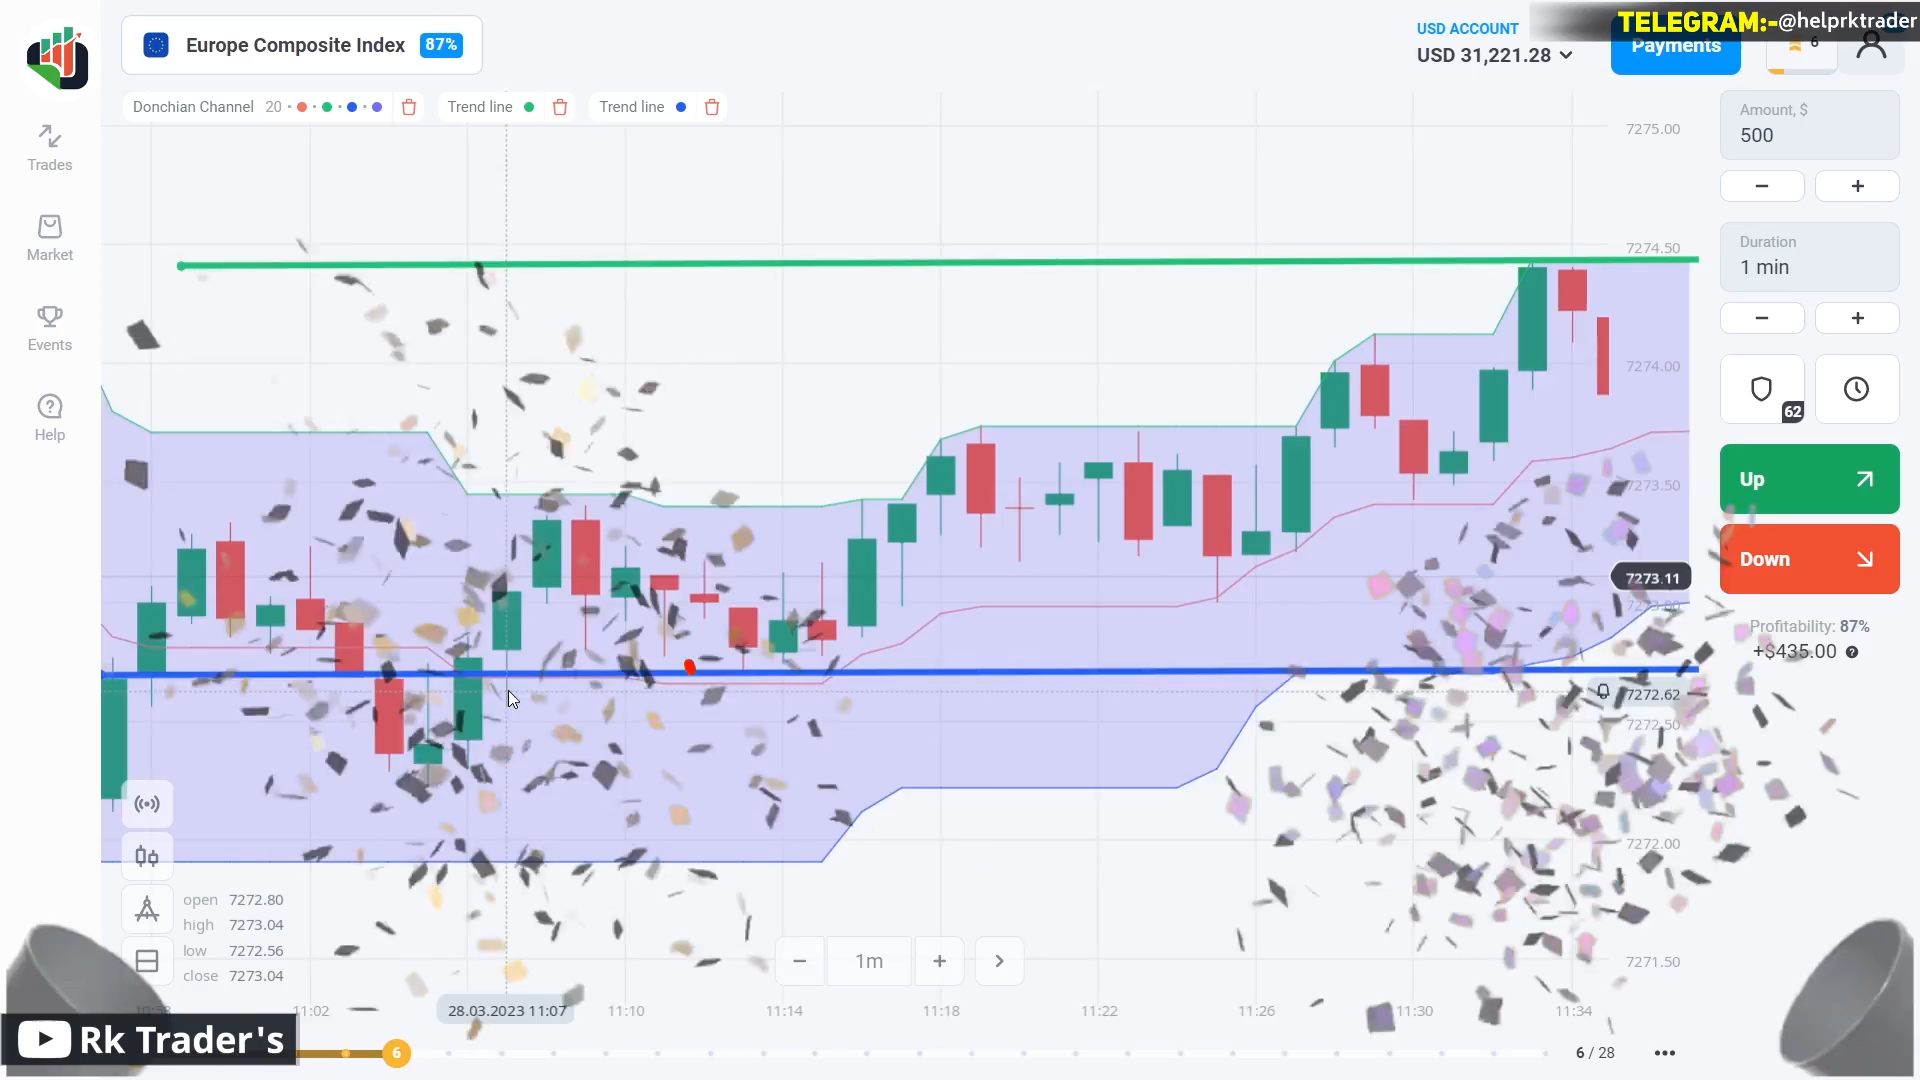 Europe Composite Index 87%
USD ACCOUNT
USD 31,221.28
TELEGRAM:-@helprktrader
Payments
6
Donchian Channel 20
Trend line
Trend line
Trades
Market
Events
Help
7275.00
7274.50
7274.00
7273.50
7273.11
7272.62
7272.50
7272.00
7271.50
Amount, $
500
Duration
1 min
62
Up
Down
Profitability: 87%
+$435.00
open 7272.80
high 7273.04
low 7272.56
close 7273.04
1m
11:02
28.03.2023 11:07
11:10
11:14
11:18
11:22
11:26
11:30
11:34
Rk Trader's
6
6 / 28